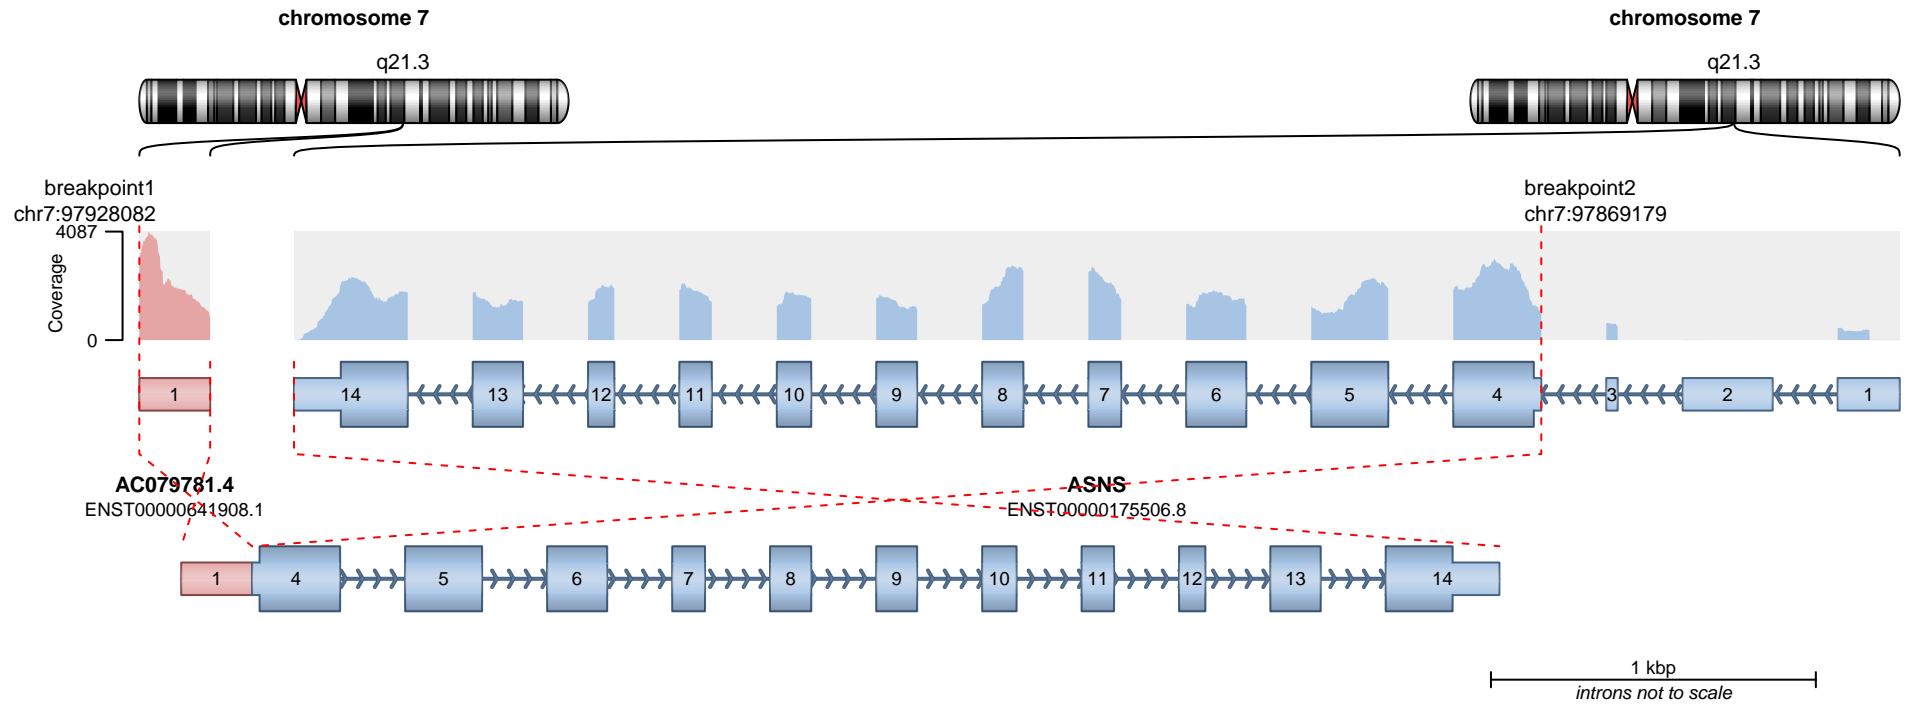 chromosome 7
chromosome 7
q21.3
q21.3
breakpoint1
chr7:97928082
breakpoint2
chr7:97869179
4087
Coverage
0
1
14
13
12
11
10
9
8
7
6
5
4
3
2
1
AC079781.4
ENST00000641908.1
ASNS
ENST00000175506.8
1
4
5
6
7
8
9
10
11
12
13
14
1 kbp
introns not to scale